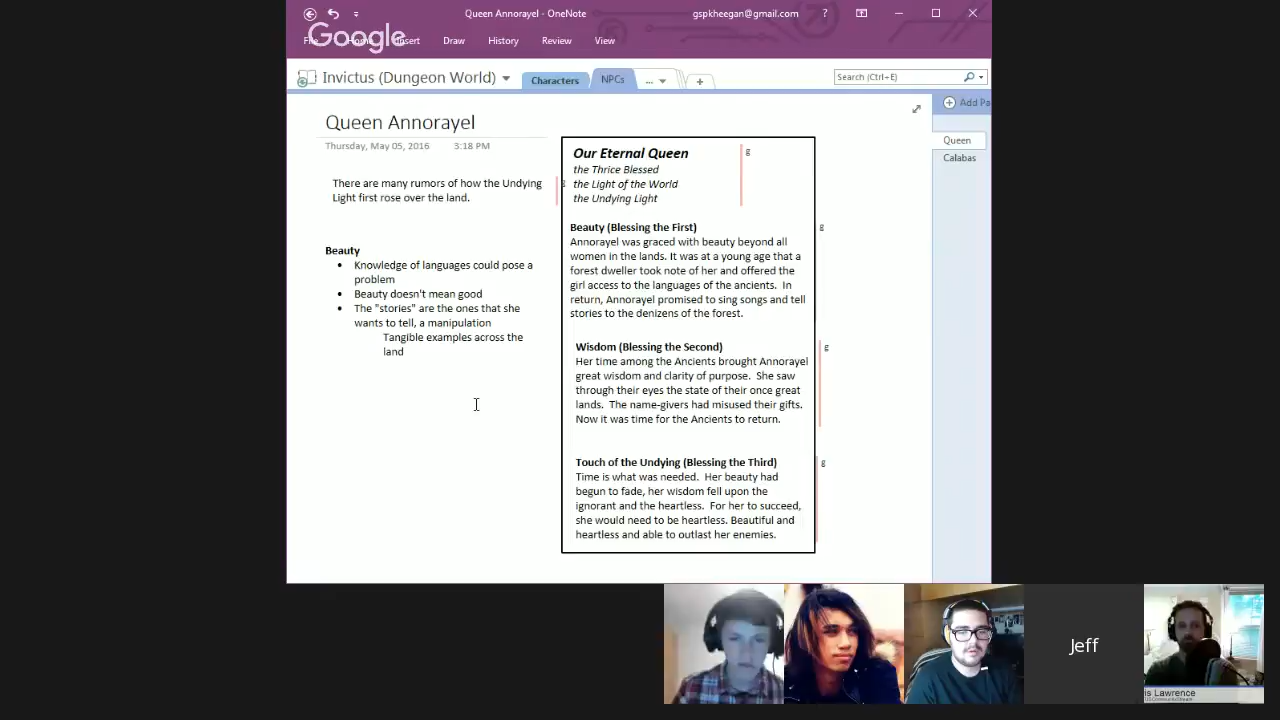 Queen Annorayel - OneNote
gspkheegan@gmail.com
?
Google
File Home Insert Draw History Review View
Invictus (Dungeon World)
Characters
NPCs
...
+
Search (Ctrl+E)
Add Pa
Queen
Calabas
Queen Annorayel
Thursday, May 05, 2016 3:18 PM
There are many rumors of how the Undying
Light first rose over the land.
g
Beauty
• Knowledge of languages could pose a
problem
• Beauty doesn't mean good
• The "stories" are the ones that she
wants to tell, a manipulation
Tangible examples across the
land
Our Eternal Queen
g
the Thrice Blessed
the Light of the World
the Undying Light
Beauty (Blessing the First)
g
Annorayel was graced with beauty beyond all
women in the lands. It was at a young age that a
forest dweller took note of her and offered the
girl access to the languages of the ancients. In
return, Annorayel promised to sing songs and tell
stories to the denizens of the forest.
Wisdom (Blessing the Second)
g
Her time among the Ancients brought Annorayel
great wisdom and clarity of purpose. She saw
through their eyes the state of their once great
lands. The name-givers had misused their gifts.
Now it was time for the Ancients to return.
Touch of the Undying (Blessing the Third)
g
Time is what was needed. Her beauty had
begun to fade, her wisdom fell upon the
ignorant and the heartless. For her to succeed,
she would need to be heartless. Beautiful and
heartless and able to outlast her enemies.
Jeff
is Lawrence